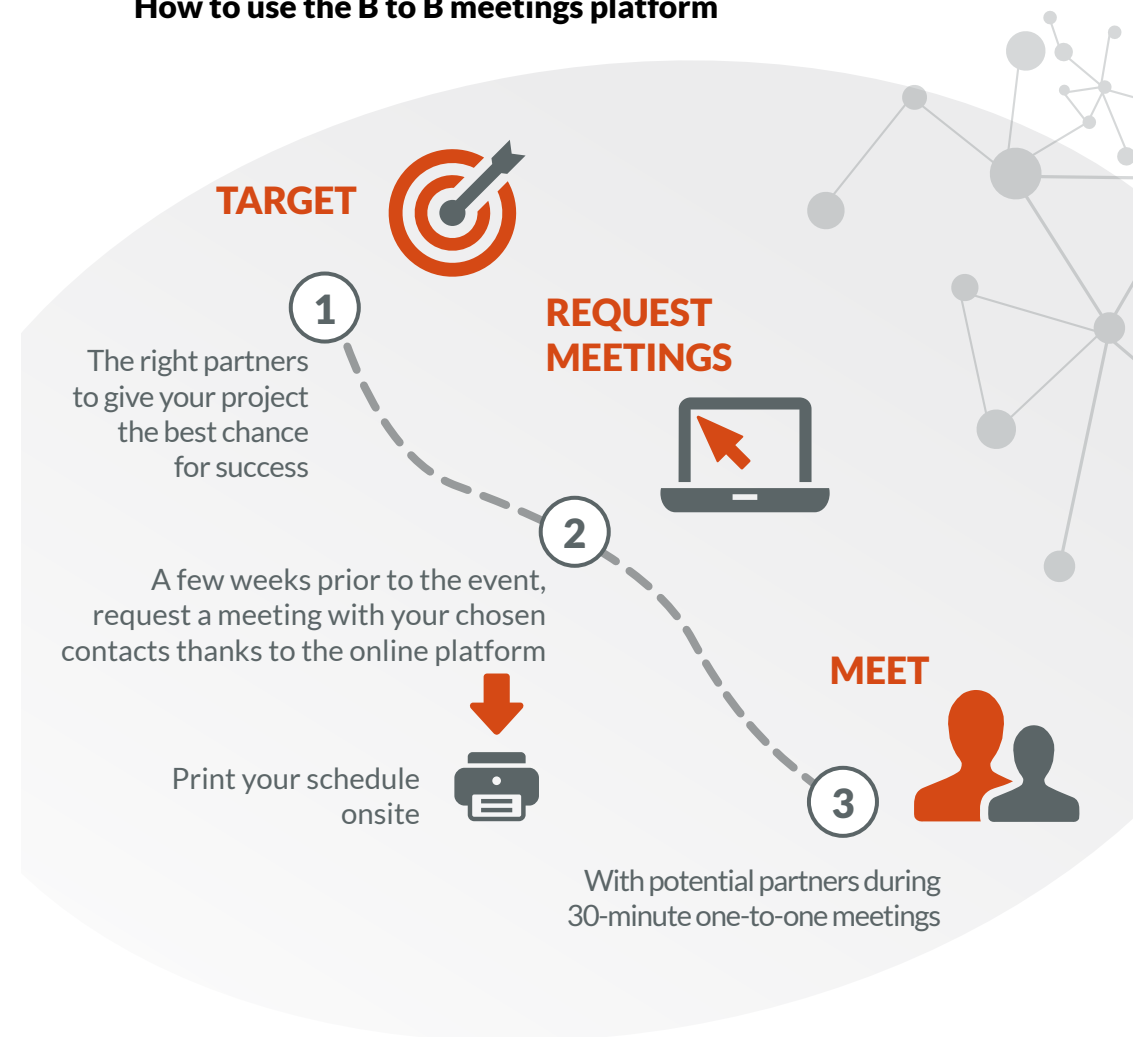 How to use the B to B meetings platform
TARGET
1
The right partners
to give your project
the best chance
for success
REQUEST
MEETINGS
2
A few weeks prior to the event,
request a meeting with your chosen
contacts thanks to the online platform
Print your schedule
onsite
MEET
3
With potential partners during
30-minute one-to-one meetings